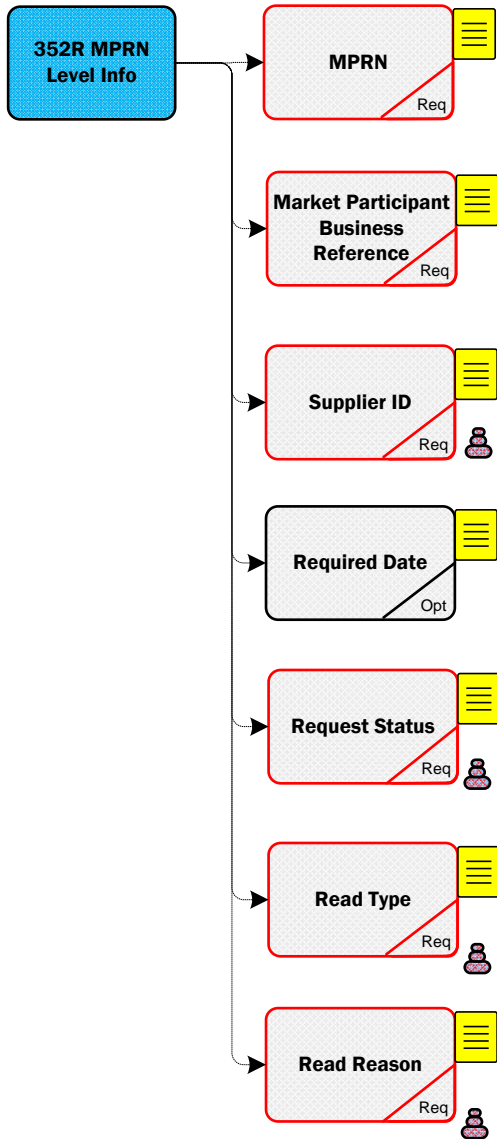 352R MPRN
Level Info
MPRN
Req
Market Participant
Business
Reference
Req
Supplier ID
Req
Required Date
Opt
Request Status
Req
Read Type
Req
Read Reason
Req